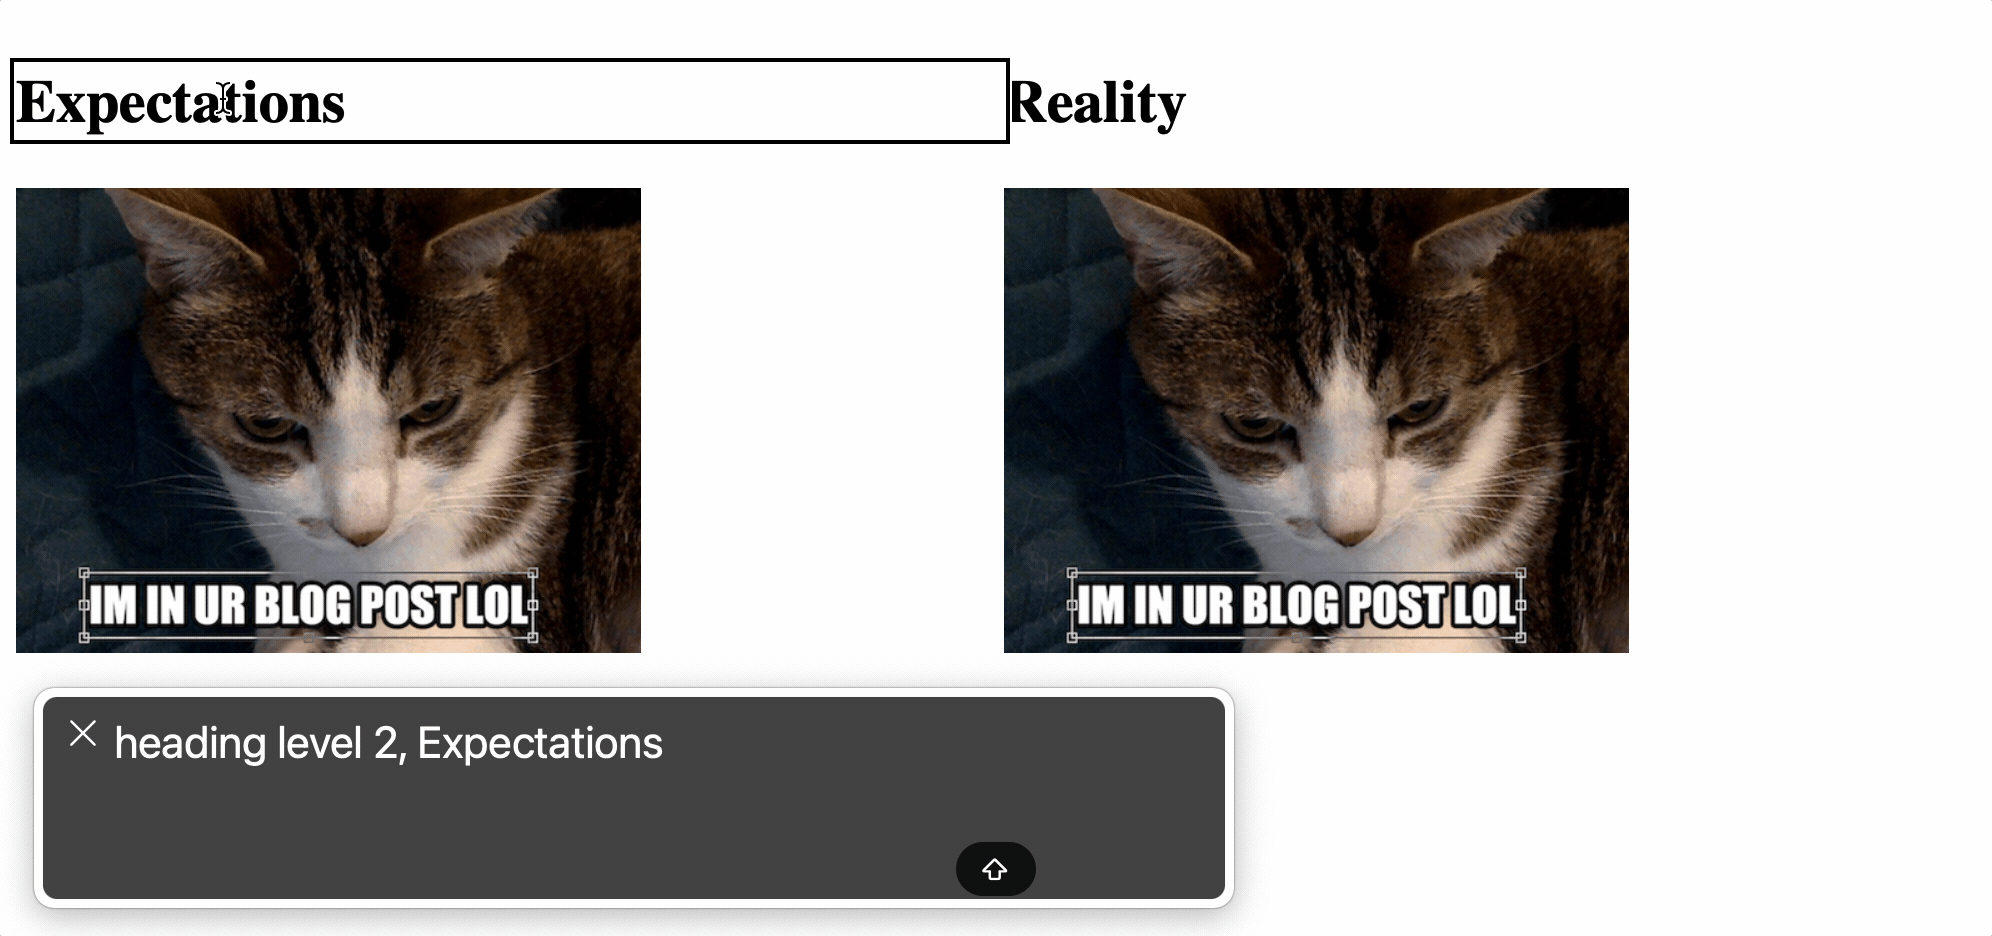 Expectations
Reality
IM IN UR BLOG POST LOL
IM IN UR BLOG POST LOL
heading level 2, Expectations